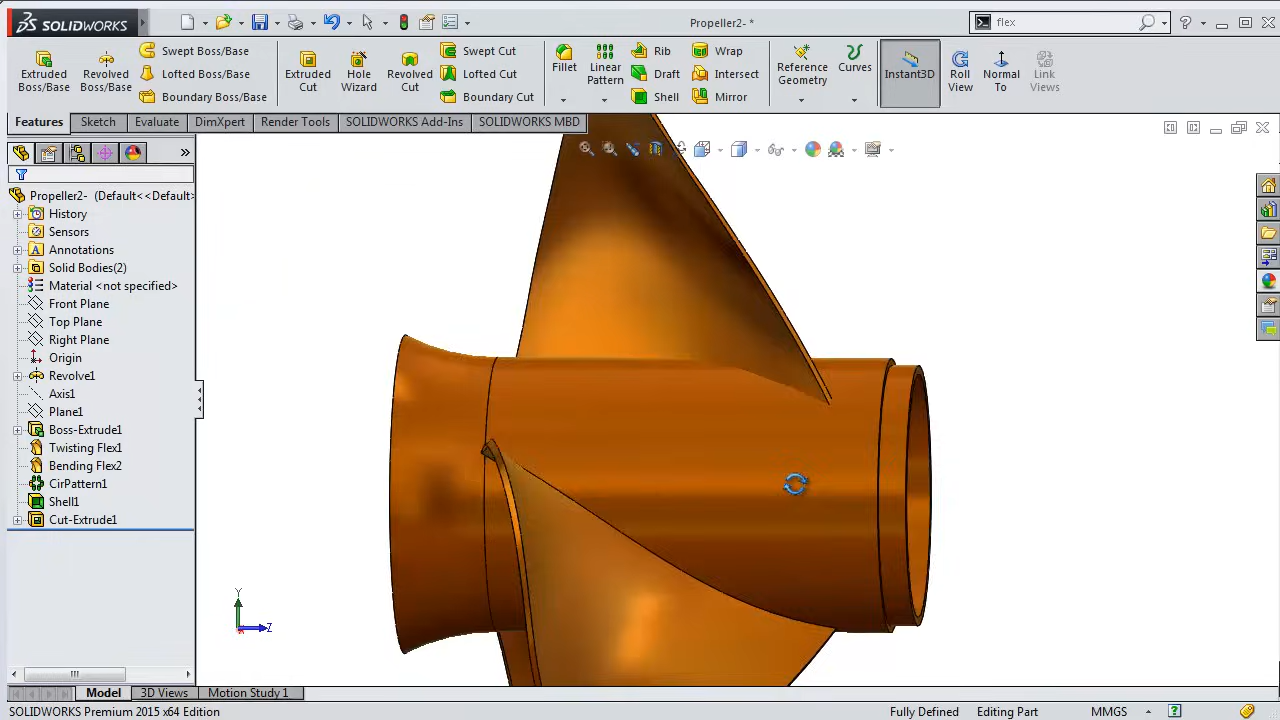 SOLIDWORKS
Propeller2- *
flex
Extruded Boss/Base
Revolved Boss/Base
Swept Boss/Base
Lofted Boss/Base
Boundary Boss/Base
Extruded Cut
Hole Wizard
Revolved Cut
Swept Cut
Lofted Cut
Boundary Cut
Fillet
Linear Pattern
Rib
Draft
Shell
Wrap
Intersect
Mirror
Reference Geometry
Curves
Instant3D
Roll View
Normal To
Link Views
Features
Sketch
Evaluate
DimXpert
Render Tools
SOLIDWORKS Add-Ins
SOLIDWORKS MBD
Propeller2- (Default<<Default>
History
Sensors
Annotations
Solid Bodies(2)
Material <not specified>
Front Plane
Top Plane
Right Plane
Origin
Revolve1
Axis1
Plane1
Boss-Extrude1
Twisting Flex1
Bending Flex2
CirPattern1
Shell1
Cut-Extrude1
Y
Z
Model
3D Views
Motion Study 1
SOLIDWORKS Premium 2015 x64 Edition
Fully Defined
Editing Part
MMGS